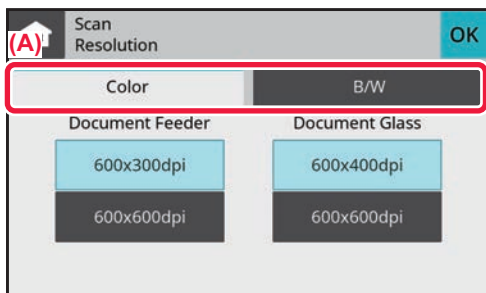 (A)
Scan
Resolution
OK
Color B/W
Document Feeder Document Glass
600x300dpi 600x400dpi
600x600dpi 600x600dpi